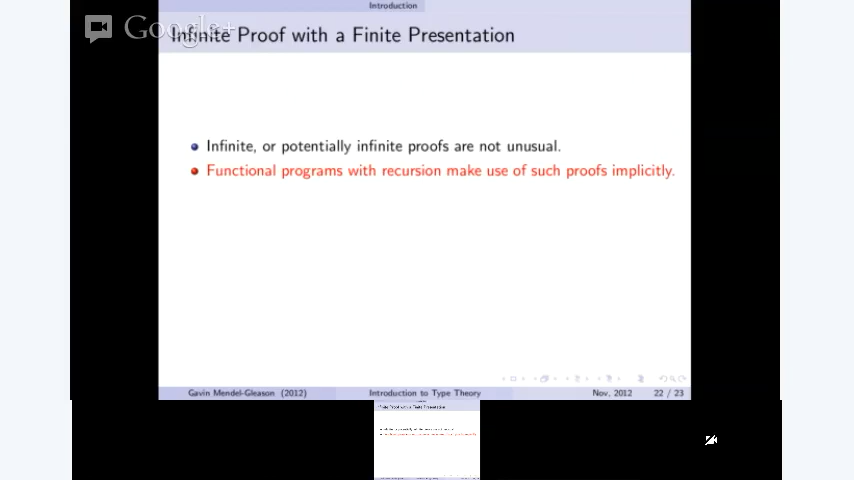 Introduction
Google+
Infinite Proof with a Finite Presentation
Infinite, or potentially infinite proofs are not unusual.
Functional programs with recursion make use of such proofs implicitly.
Gavin Mendel-Gleason (2012) Introduction to Type Theory Nov, 2012 22 / 23